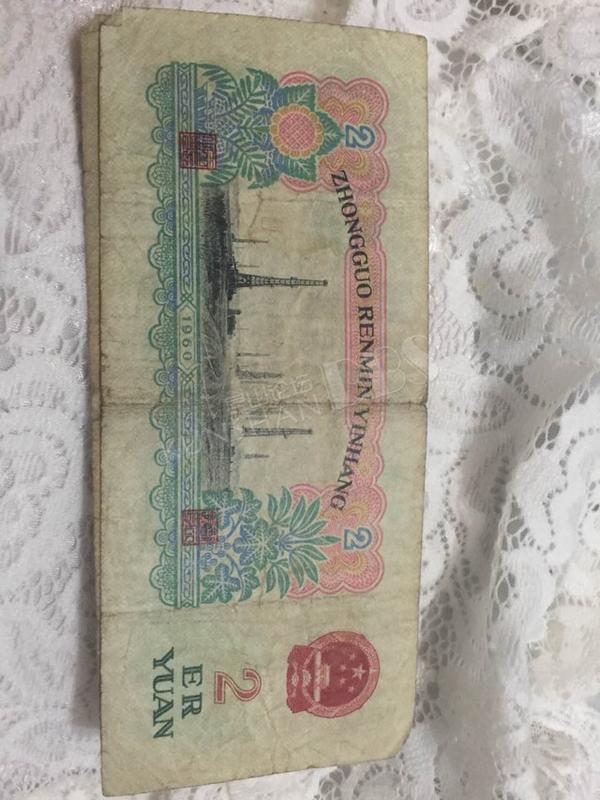 2
ZHONGGUO RENMIN YINHANG
2
1960
2
ER
YUAN